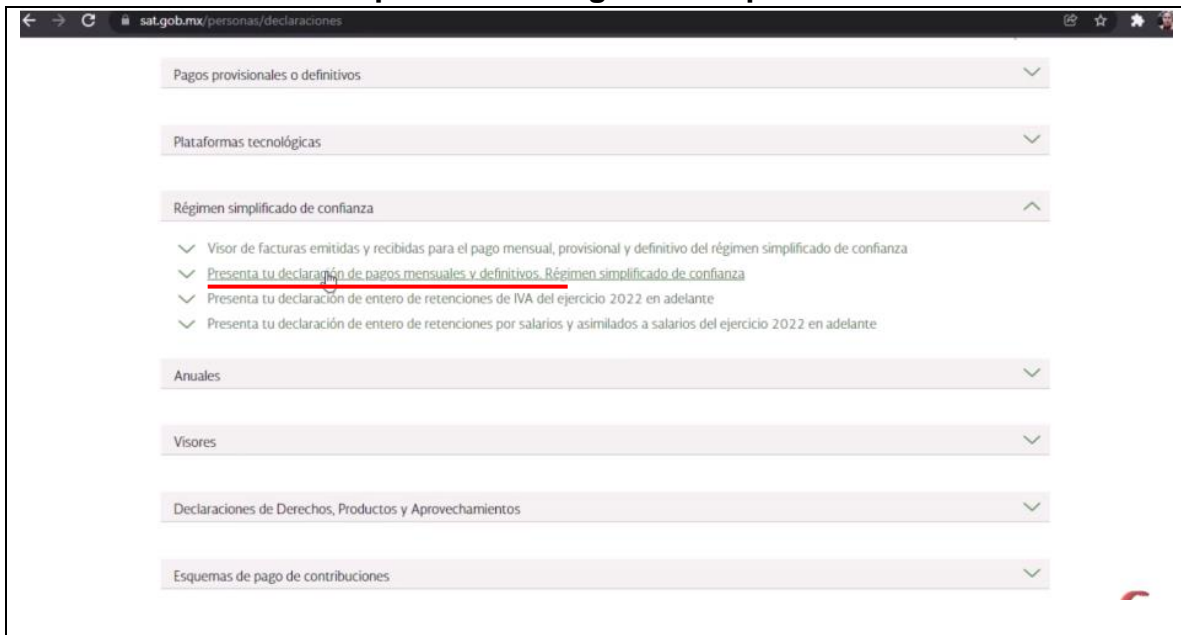 sat.gob.mx/personas/declaraciones
Pagos provisionales o definitivos
Plataformas tecnológicas
Régimen simplificado de confianza
Visor de facturas emitidas y recibidas para el pago mensual, provisional y definitivo del régimen simplificado de confianza
Presenta tu declaración de pagos mensuales y definitivos. Régimen simplificado de confianza
Presenta tu declaración de entero de retenciones de IVA del ejercicio 2022 en adelante
Presenta tu declaración de entero de retenciones por salarios y asimilados a salarios del ejercicio 2022 en adelante
Anuales
Visores
Declaraciones de Derechos, Productos y Aprovechamientos
Esquemas de pago de contribuciones